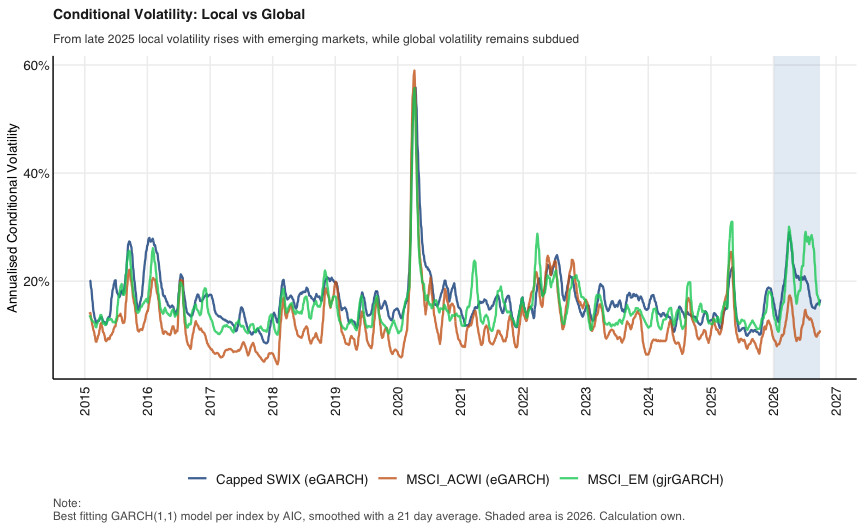 Conditional Volatility: Local vs Global
From late 2025 local volatility rises with emerging markets, while global volatility remains subdued
60%
40%
20%
Annualised Conditional Volatility
2015 2016 2017 2018 2019 2020 2021 2022 2023 2024 2025 2026 2027
Capped SWIX (eGARCH) MSCI_ACWI (eGARCH) MSCI_EM (gjrGARCH)
Note:
Best fitting GARCH(1,1) model per index by AIC, smoothed with a 21 day average. Shaded area is 2026. Calculation own.